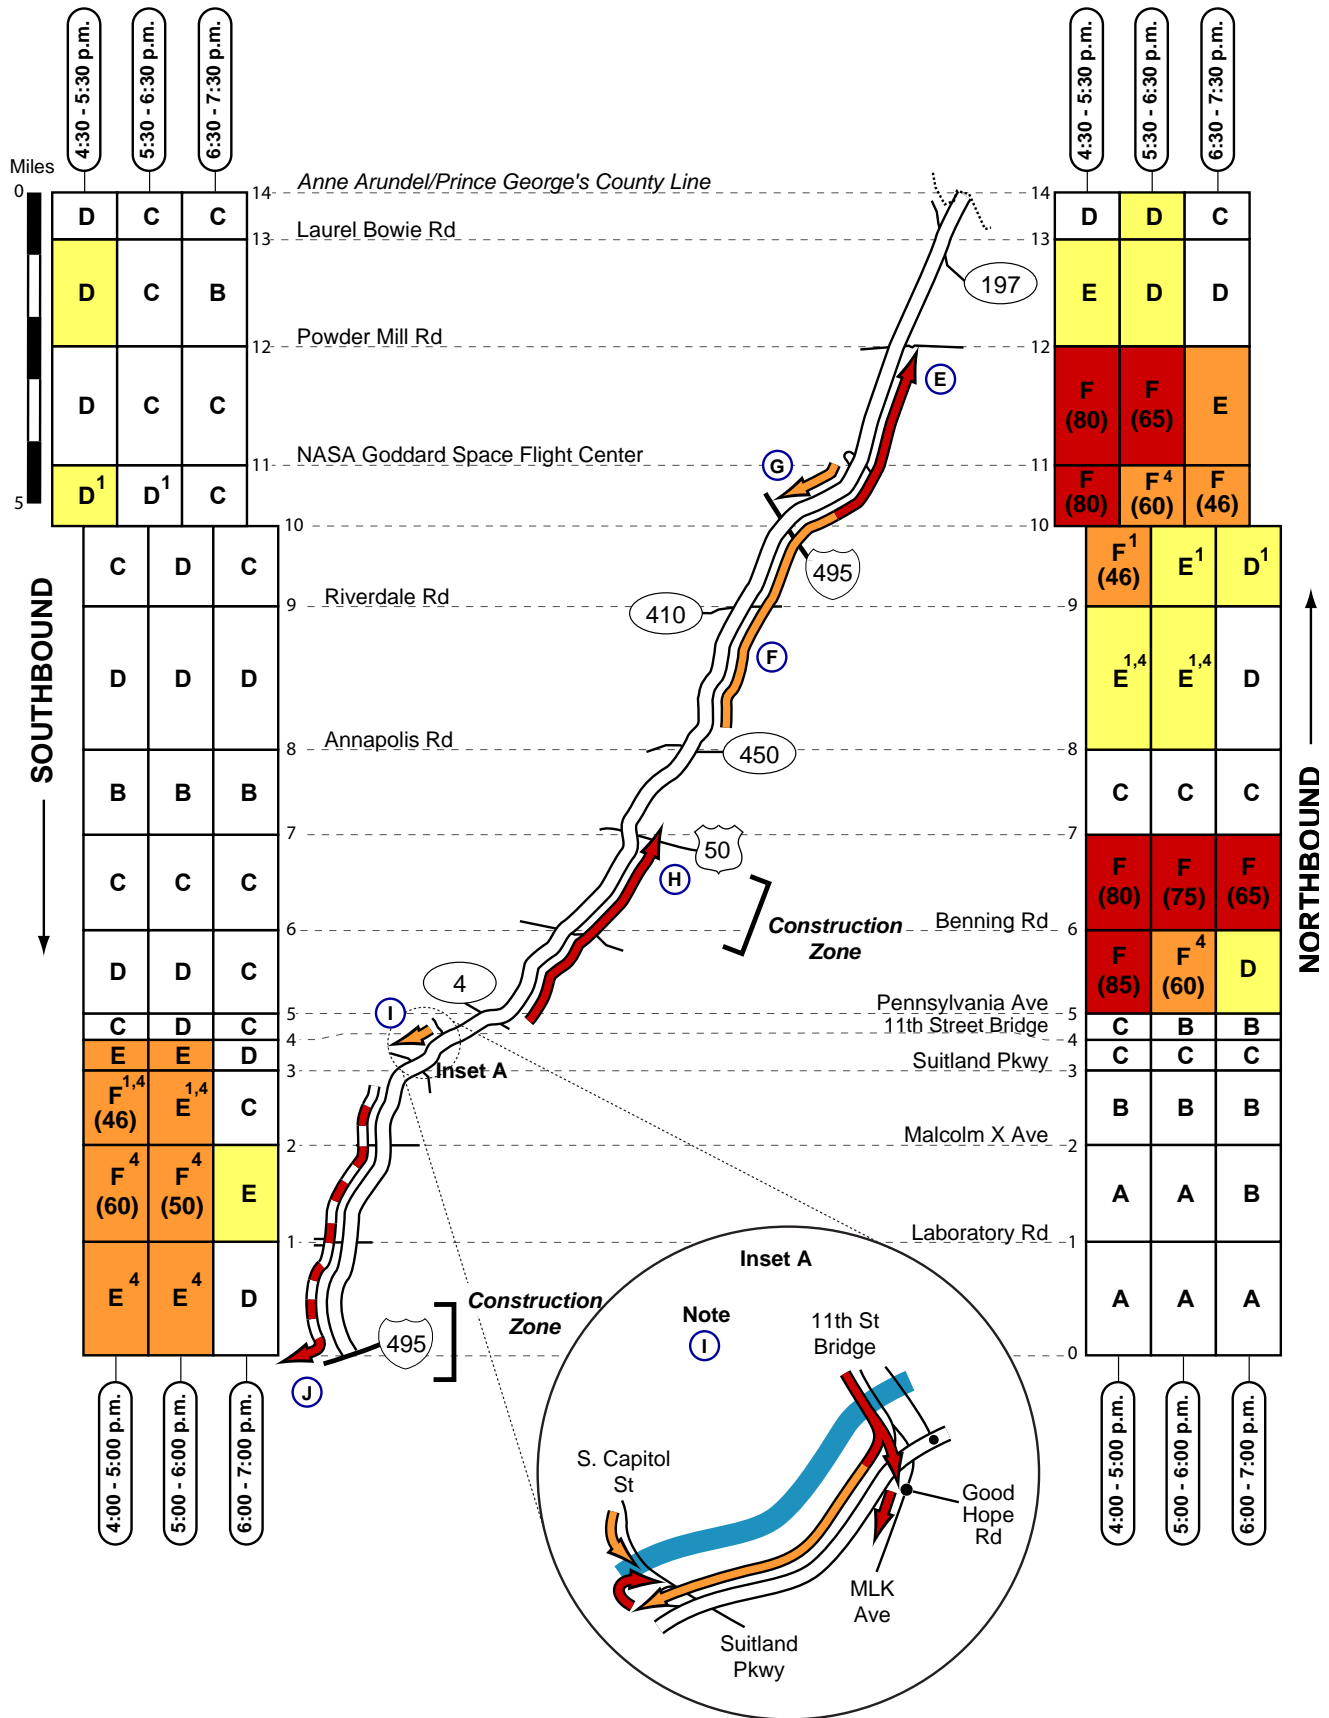 4:30 - 5:30 p.m.
5:30 - 6:30 p.m.
6:30 - 7:30 p.m.
4:30 - 5:30 p.m.
5:30 - 6:30 p.m.
6:30 - 7:30 p.m.
Miles
0
5
14 Anne Arundel/Prince George's County Line 14
D C C
D D C
13 Laurel Bowie Rd 13
D C B
197
E D D
12 Powder Mill Rd 12
D C C
E
F (80) F (65) E
11 NASA Goddard Space Flight Center 11
G
D1 D1 C
F (80) F4 (60) F (46)
10 10
C D C
495
F1 (46) E1 D1
9 Riverdale Rd 9
410
F
D D D
E1,4 E1,4 D
8 Annapolis Rd 8
450
B B B
C C C
7 7
50
H
C C C
F (80) F (75) F (65)
6 Benning Rd 6
Construction
Zone
D D C
4
F (85) F4 (60) D
5 Pennsylvania Ave 5
I
C D C
C B B
4 11th Street Bridge 4
E E D
C C C
3 Suitland Pkwy 3
Inset A
F1,4 (46) E1,4 C
B B B
2 Malcolm X Ave 2
F4 (60) F4 (50) E
A A B
1 Laboratory Rd 1
E4 E4 D
A A A
Construction
Zone
495
0
J
SOUTHBOUND
NORTHBOUND
4:00 - 5:00 p.m.
5:00 - 6:00 p.m.
6:00 - 7:00 p.m.
4:00 - 5:00 p.m.
5:00 - 6:00 p.m.
6:00 - 7:00 p.m.
Inset A
Note
I
11th St
Bridge
S. Capitol
St
Good
Hope
Rd
MLK
Ave
Suitland
Pkwy